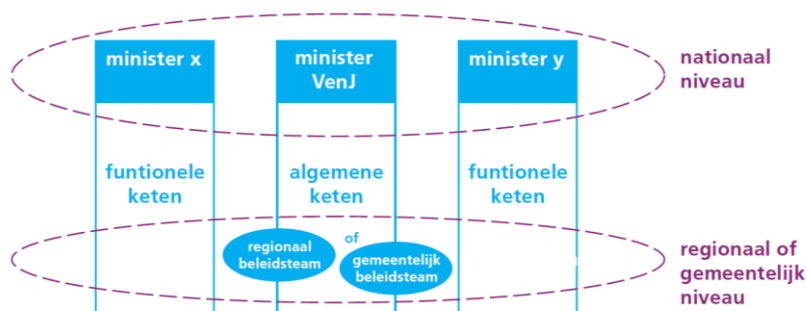 minister x
minister
VenJ
minister y
nationaal
niveau
funtionele
keten
algemene
keten
funtionele
keten
regionaal
beleidsteam
of
gemeentelijk
beleidsteam
regionaal of
gemeentelijk
niveau